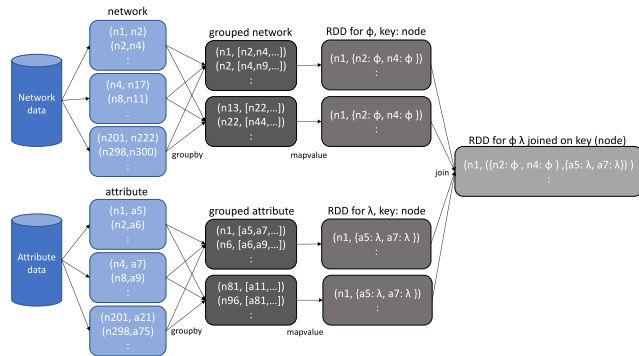 network
(n1, n2)
(n2,n4)
:
(n4, n17)
(n8,n11)
:
(n201, n222)
(n298,n300)
:
Network
data
groupby
grouped network
(n1, [n2,n4,…])
(n2, [n4,n9,…])
:
(n13, [n22,…])
(n22, [n44,…])
:
mapvalue
RDD for ϕ, key: node
(n1, {n2: ϕ, n4: ϕ })
:
(n1, {n2: ϕ, n4: ϕ })
:
RDD for ϕ λ joined on key (node)
join
(n1, ({n2: ϕ , n4: ϕ } ,{a5: λ, a7: λ}) )
:
attribute
(n1, a5)
(n2,a6)
:
(n4, a7)
(n8,a9)
:
(n201, a21)
(n298,a75)
:
Attribute
data
groupby
grouped attribute
(n1, [a5,a7,…])
(n6, [a6,a9,…])
:
(n81, [a11,…])
(n96, [a81,…])
:
mapvalue
RDD for λ, key: node
(n1, {a5: λ, a7: λ })
:
(n1, {a5: λ, a7: λ })
: